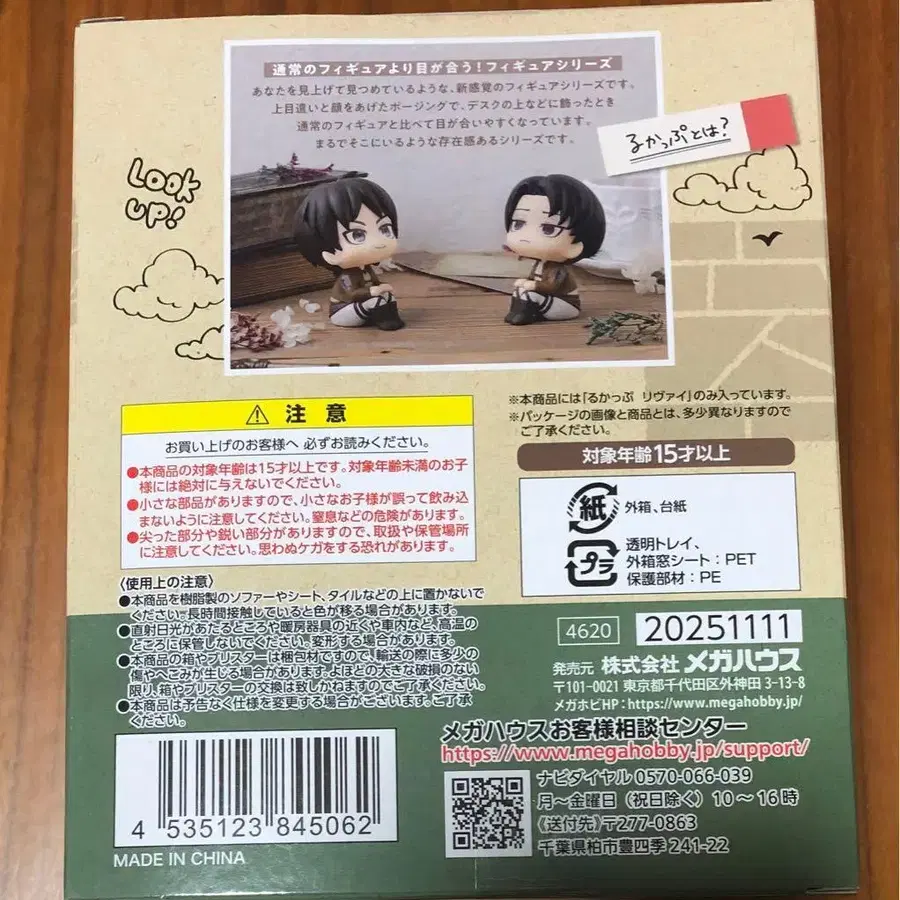 通常のフィギュアより目が合う！フィギュアシリーズ
あなたを見上げて見つめているような、新感覚のフィギュアシリーズです。
上目遣いと顔をあげたポージングで、デスクの上などに飾ったとき
通常のフィギュアと比べて目が合いやすくなっています。
まるでそこにいるような存在感あるシリーズです。
るかっぷとは？
Look
up!
⚠ 注意
お買い上げのお客様へ 必ずお読みください。
●本商品の対象年齢は15才以上です。対象年齢未満のお子
様には絶対に与えないでください。
●小さな部品がありますので、小さなお子様が誤って飲み込
まないように注意してください。窒息などの危険があります。
●尖った部分や鋭い部分がありますので、取扱や保管場所
に注意してください。思わぬケガをする恐れがあります。
〈使用上の注意〉
●本商品を樹脂製のソファーやシート、タイルなどの上に置かないで
ください。長時間接触していると色が移る場合があります。
●直射日光があたるところや暖房器具の近くや車内など、高温の
ところに保管しないでください。変形する場合があります。
●本商品の箱やブリスターは梱包材ですので、輸送の際に多少の
傷やへこみが生じる場合があります。よほどの大きな破損のない
限り、箱やブリスターの交換は致しかねますのでご了承ください。
●本商品は予告なく仕様を変更する場合がございます。ご了承
ください。
4 535123 845062
MADE IN CHINA
※本商品には「るかっぷ リヴァイ」のみ入っています。
※パッケージの画像と商品とは、多少異なりますので
ご了承ください。
対象年齢15才以上
紙 外箱、台紙
プラ 透明トレイ、
外箱窓シート：PET
保護部材：PE
4620 20251111
発売元 株式会社 メガハウス
〒101-0021 東京都千代田区外神田 3-13-8
メガホビHP：https://www.megahobby.jp/
メガハウスお客様相談センター
https://www.megahobby.jp/support/
ナビダイヤル 0570-066-039
月〜金曜日（祝日除く）10〜16時
《送付先》〒277-0863
千葉県柏市豊四季 241-22